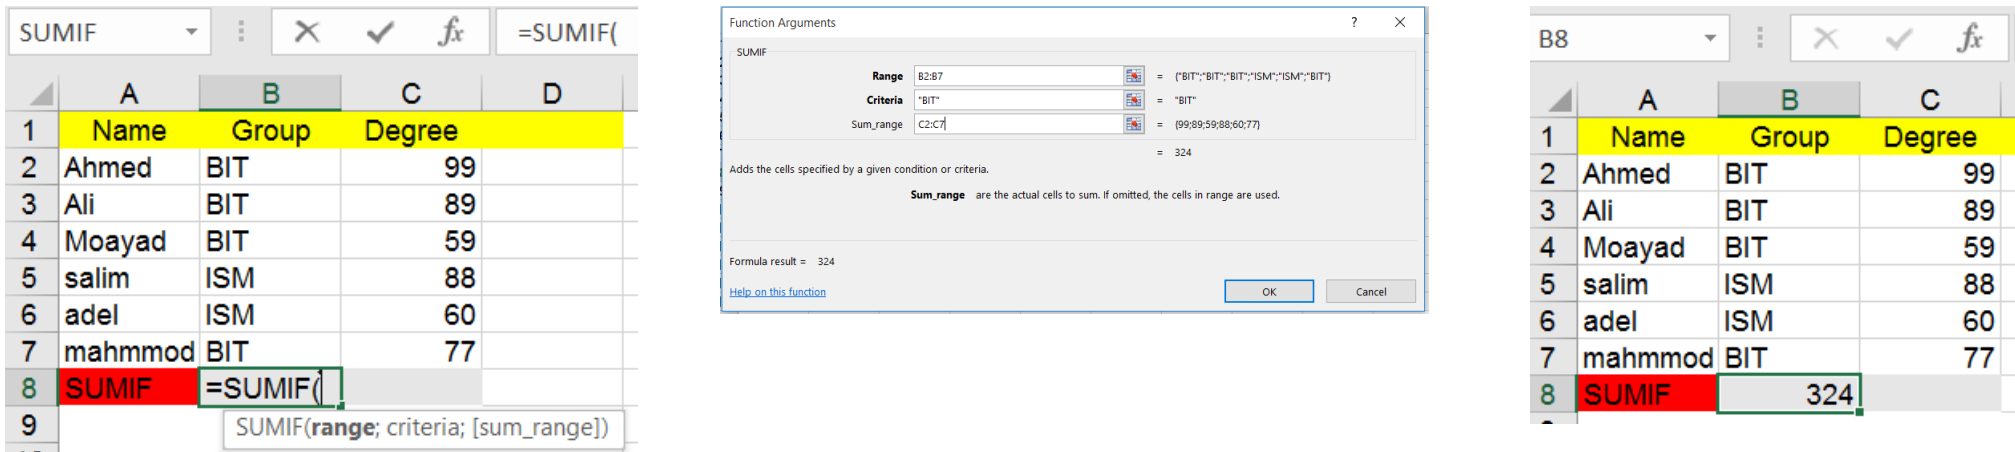 SUMIF fx =SUMIF(
A B C D
1 Name Group Degree
2 Ahmed BIT 99
3 Ali BIT 89
4 Moayad BIT 59
5 salim ISM 88
6 adel ISM 60
7 mahmmod BIT 77
8 SUMIF =SUMIF(
9 SUMIF(range; criteria; [sum_range])
Function Arguments ? ×
SUMIF
Range B2:B7 = {"BIT";"BIT";"BIT";"ISM";"ISM";"BIT"}
Criteria "BIT" = "BIT"
Sum_range C2:C7 = {99;89;59;88;60;77}
= 324
Adds the cells specified by a given condition or criteria.
Sum_range are the actual cells to sum. If omitted, the cells in range are used.
Formula result = 324
Help on this function OK Cancel
B8 fx
A B C
1 Name Group Degree
2 Ahmed BIT 99
3 Ali BIT 89
4 Moayad BIT 59
5 salim ISM 88
6 adel ISM 60
7 mahmmod BIT 77
8 SUMIF 324